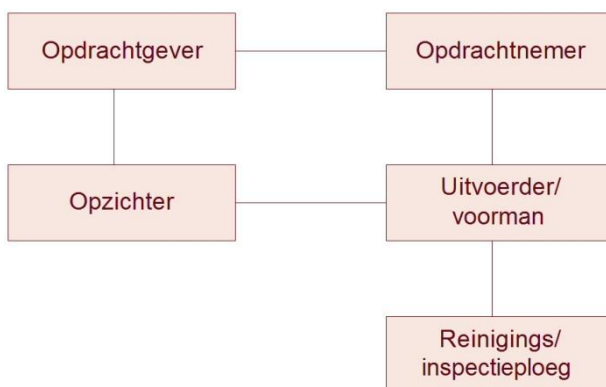 Opdrachtgever
Opdrachtnemer
Opzichter
Uitvoerder/
voorman
Reinigings/
inspectieploeg